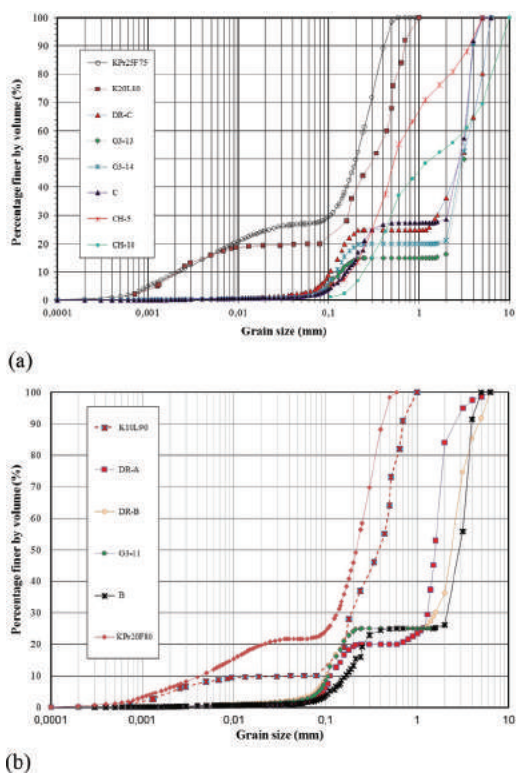 100
90
80
70
60
50
40
30
20
10
0
Percentage finer by volume (%)
KPr25F75
K20L80
DR-C
G3-13
G3-14
C
CH-5
CH-10
0,0001
0,001
0,01
0,1
1
10
Grain size (mm)
(a)
100
90
80
70
60
50
40
30
20
10
0
Percentage finer by volume (%)
K10L90
DR-A
DR-B
G3-11
B
KPr20F80
0,0001
0,001
0,01
0,1
1
10
Grain size (mm)
(b)